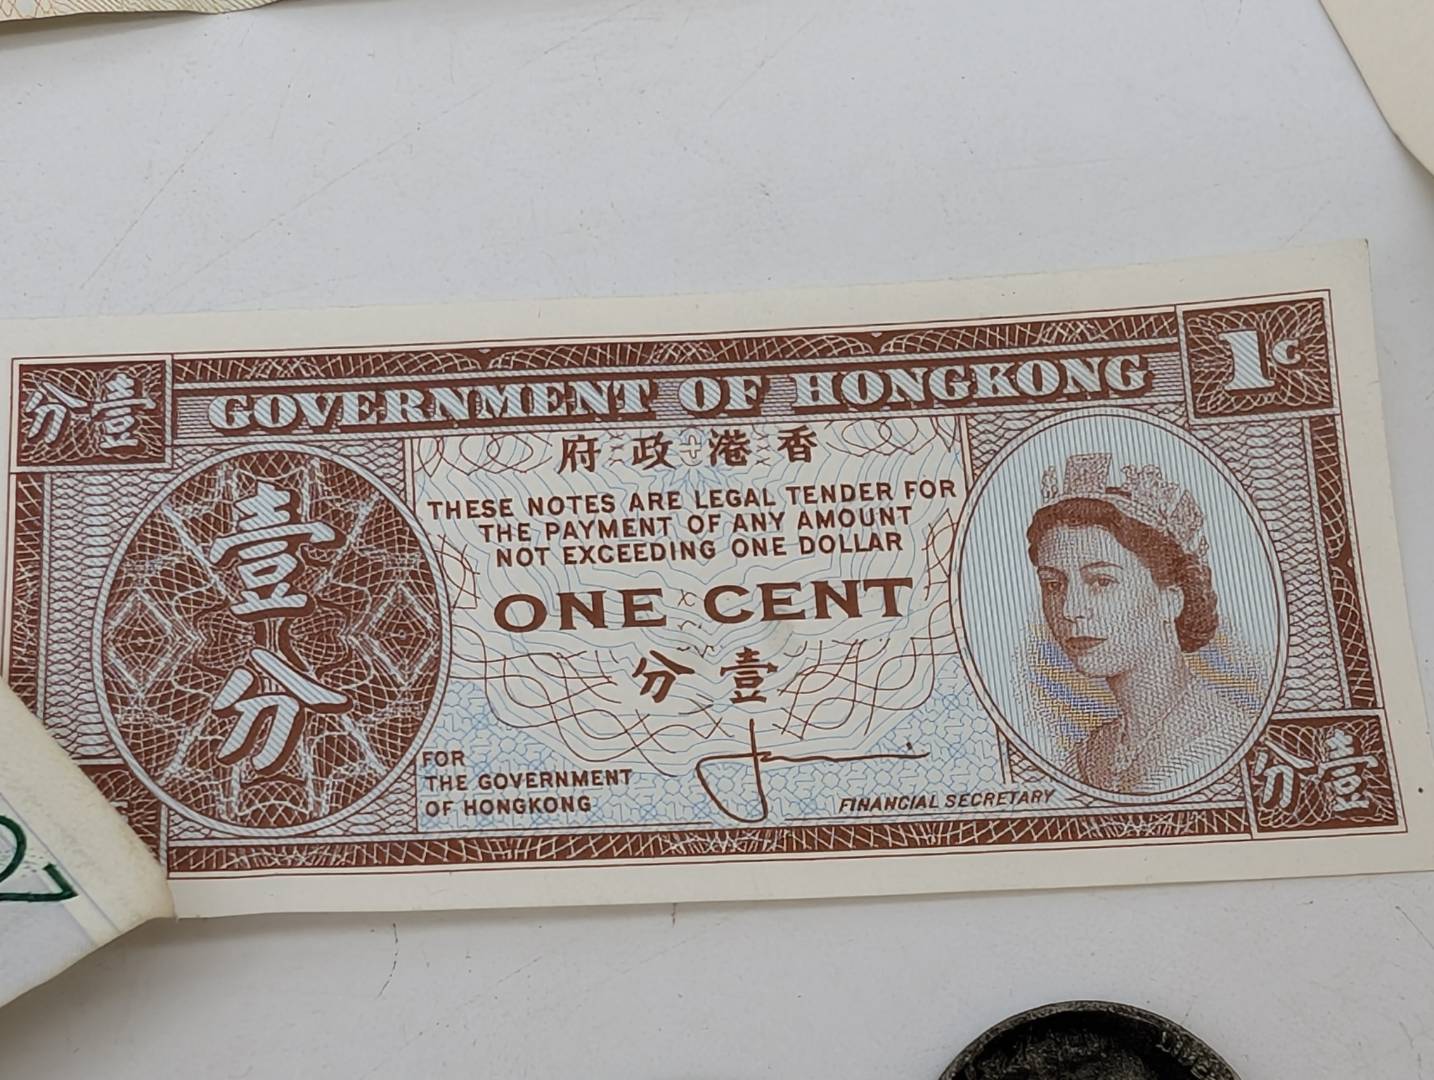 分壹
GOVERNMENT OF HONGKONG
1c
府政港香
THESE NOTES ARE LEGAL TENDER FOR
THE PAYMENT OF ANY AMOUNT
NOT EXCEEDING ONE DOLLAR
ONE CENT
分壹
壹
分
FOR
THE GOVERNMENT
OF HONGKONG
FINANCIAL SECRETARY
分壹
2